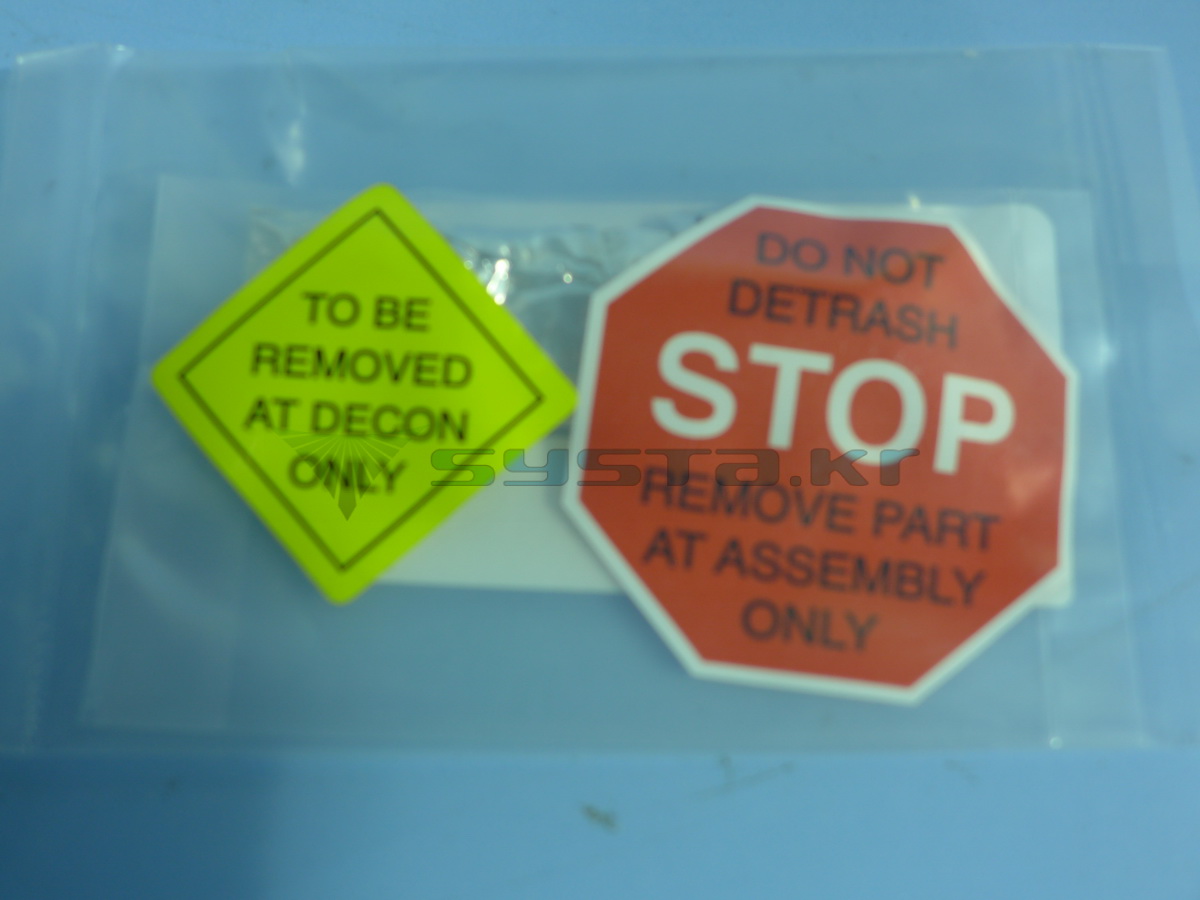 TO BE
REMOVED
AT DECON
ONLY
DO NOT
DETRASH
STOP
REMOVE PART
AT ASSEMBLY
ONLY
systa.kr